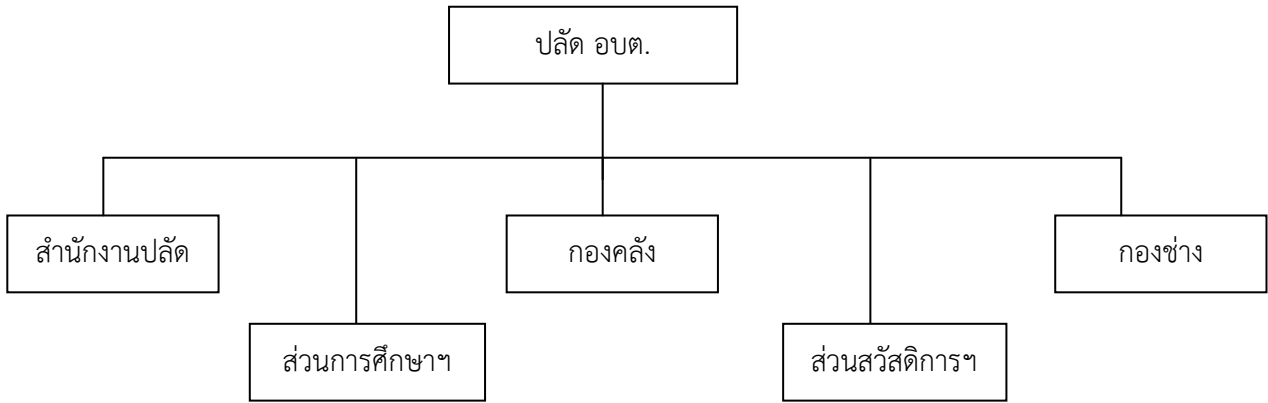 ปลัด อบต.
สำนักงานปลัด
กองคลัง
กองช่าง
ส่วนการศึกษาฯ
ส่วนสวัสดิการฯ